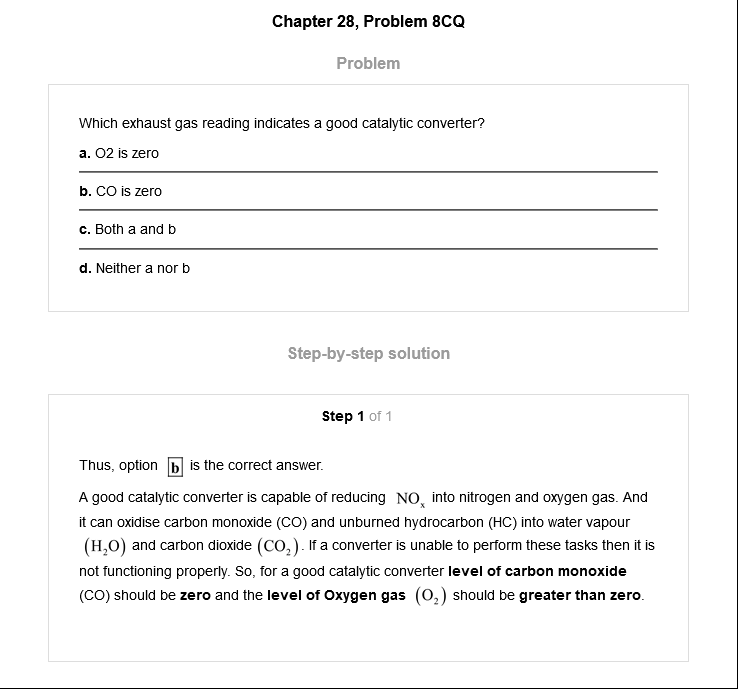 Chapter 28, Problem 8CQ
Problem
Which exhaust gas reading indicates a good catalytic converter?
a. O2 is zero
b. CO is zero
c. Both a and b
d. Neither a nor b
Step-by-step solution
Step 1 of 1
Thus, option b is the correct answer.
A good catalytic converter is capable of reducing NOₓ into nitrogen and oxygen gas. And
it can oxidise carbon monoxide (CO) and unburned hydrocarbon (HC) into water vapour
(H₂O) and carbon dioxide (CO₂). If a converter is unable to perform these tasks then it is
not functioning properly. So, for a good catalytic converter level of carbon monoxide
(CO) should be zero and the level of Oxygen gas (O₂) should be greater than zero.